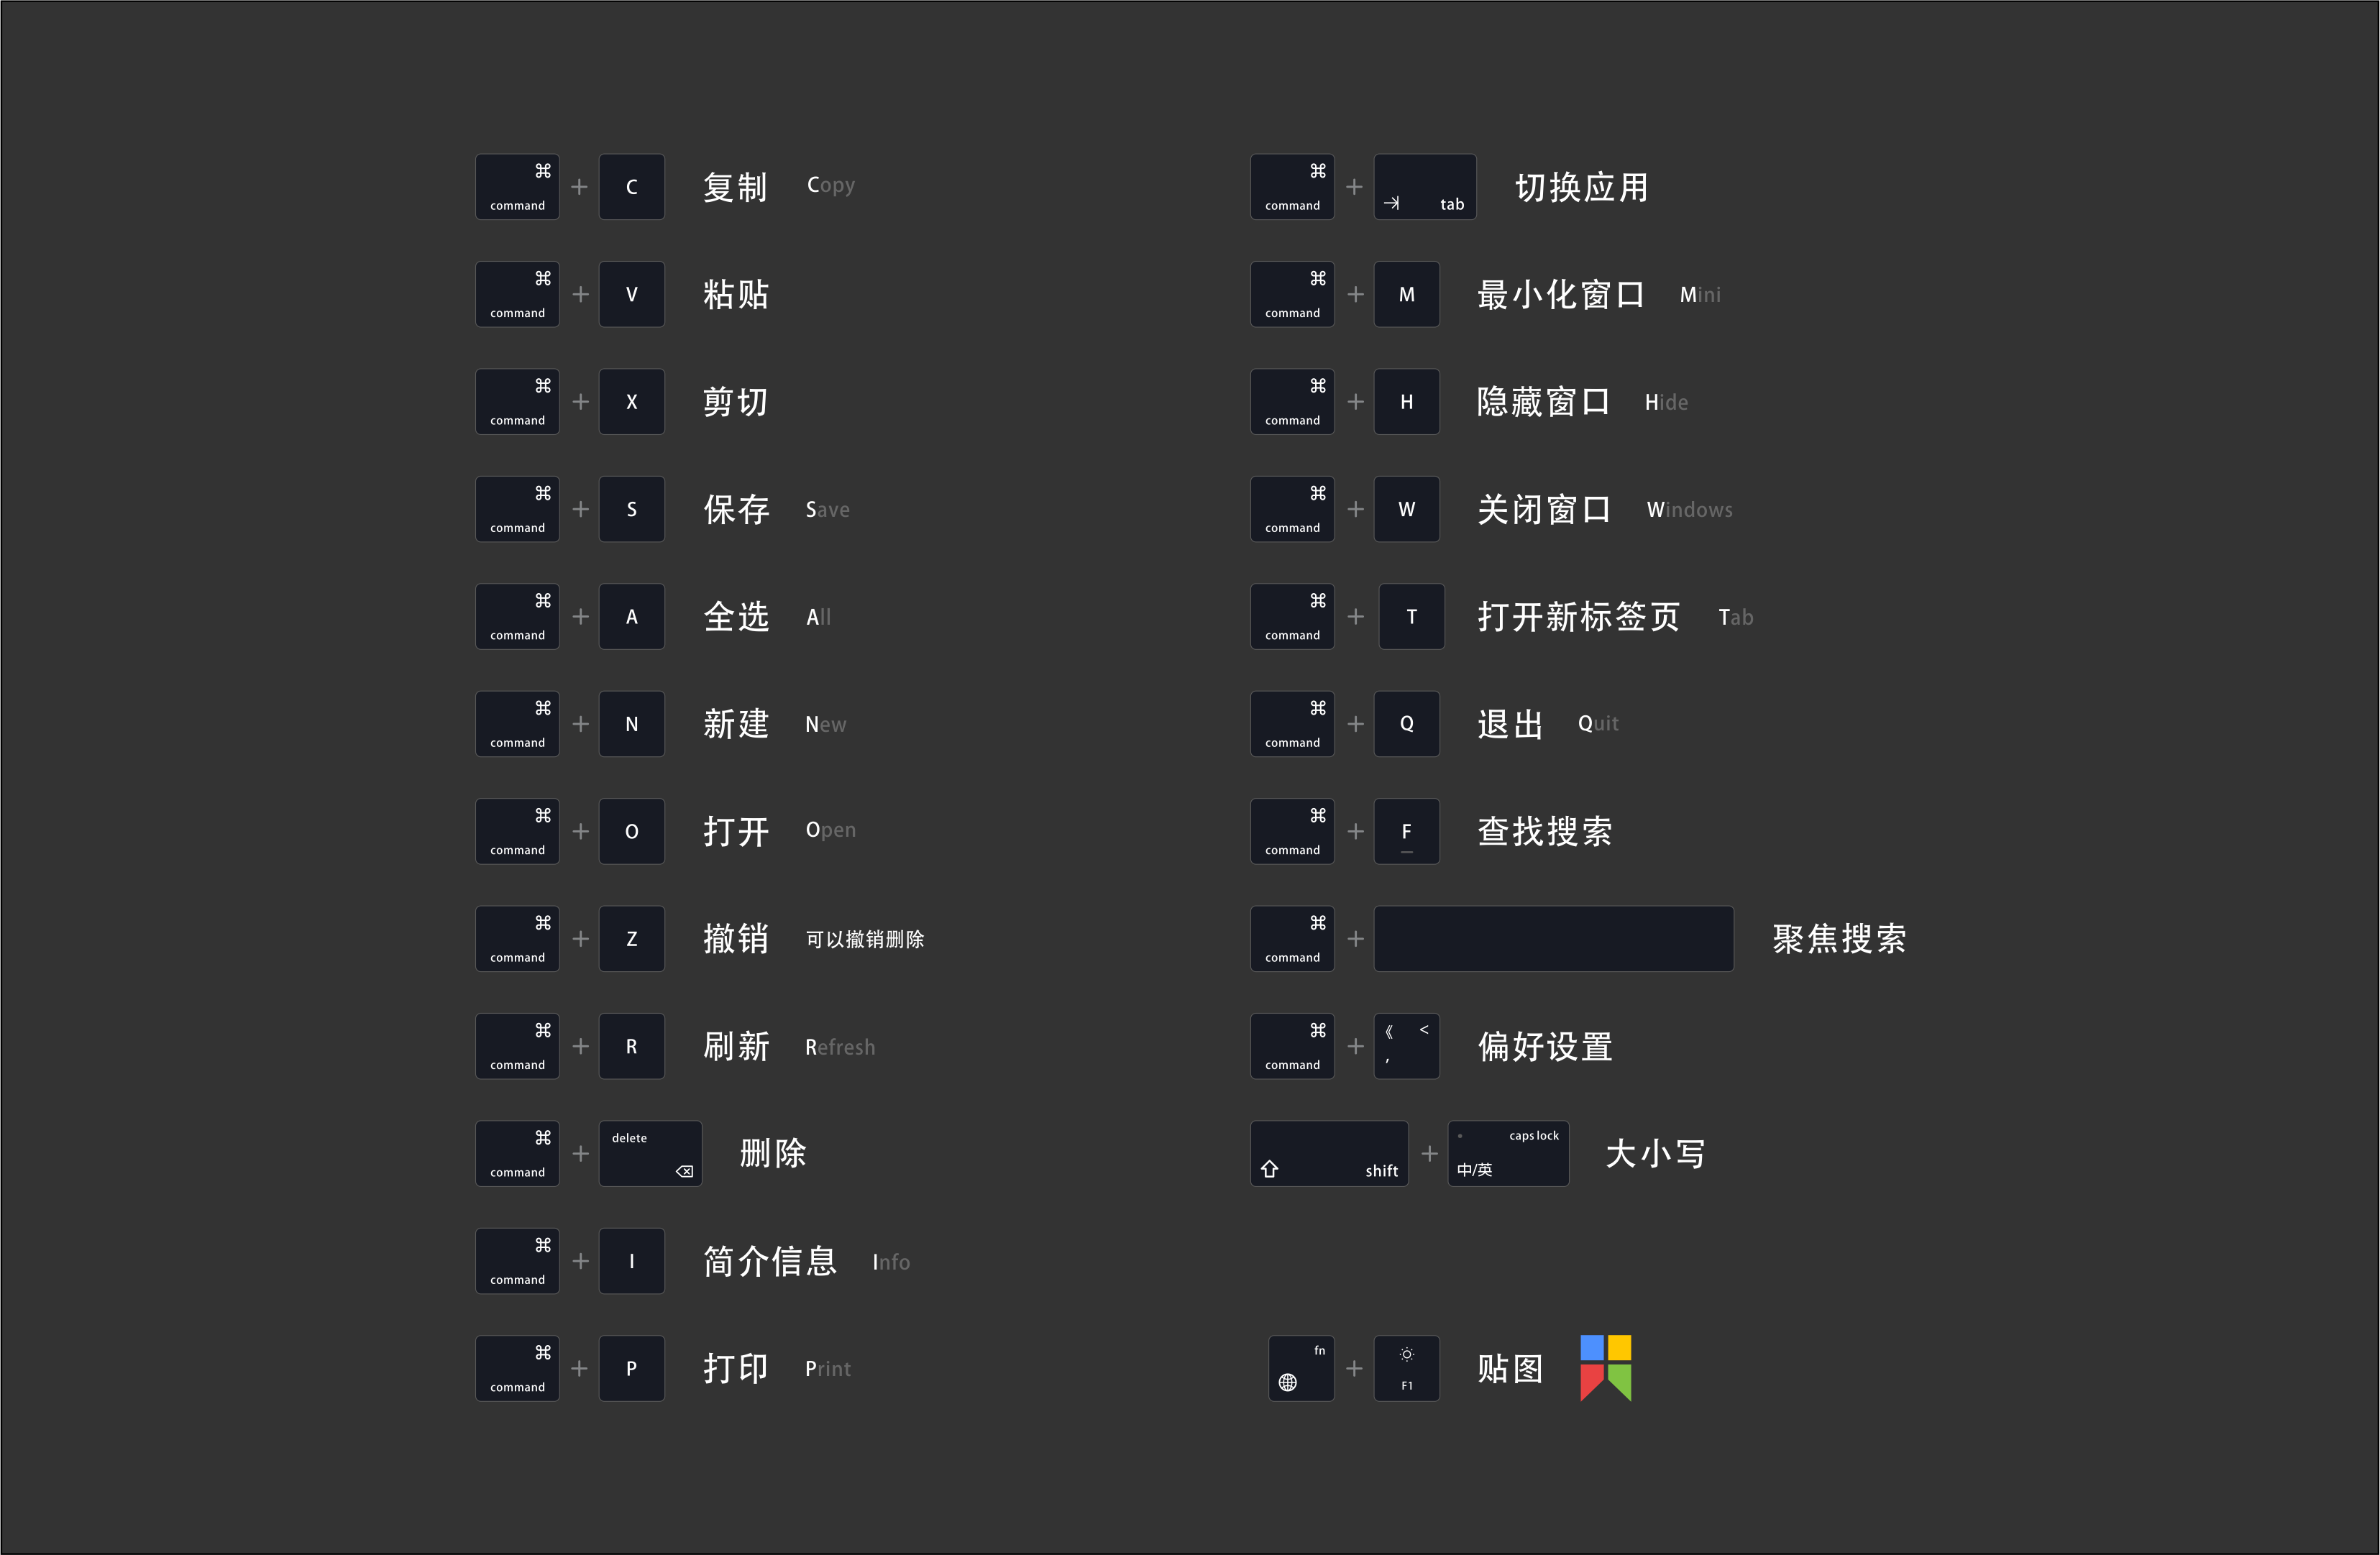 ⌘ command + C 复制 Copy
⌘ command + V 粘贴
⌘ command + X 剪切
⌘ command + S 保存 Save
⌘ command + A 全选 All
⌘ command + N 新建 New
⌘ command + O 打开 Open
⌘ command + Z 撤销 可以撤销删除
⌘ command + R 刷新 Refresh
⌘ command + delete 删除
⌘ command + I 简介信息 Info
⌘ command + P 打印 Print
⌘ command + tab 切换应用
⌘ command + M 最小化窗口 Mini
⌘ command + H 隐藏窗口 Hide
⌘ command + W 关闭窗口 Windows
⌘ command + T 打开新标签页 Tab
⌘ command + Q 退出 Quit
⌘ command + F 查找搜索
⌘ command + 聚焦搜索
⌘ command + 《 < , 偏好设置
shift + caps lock 中/英 大小写
fn + F1 贴图